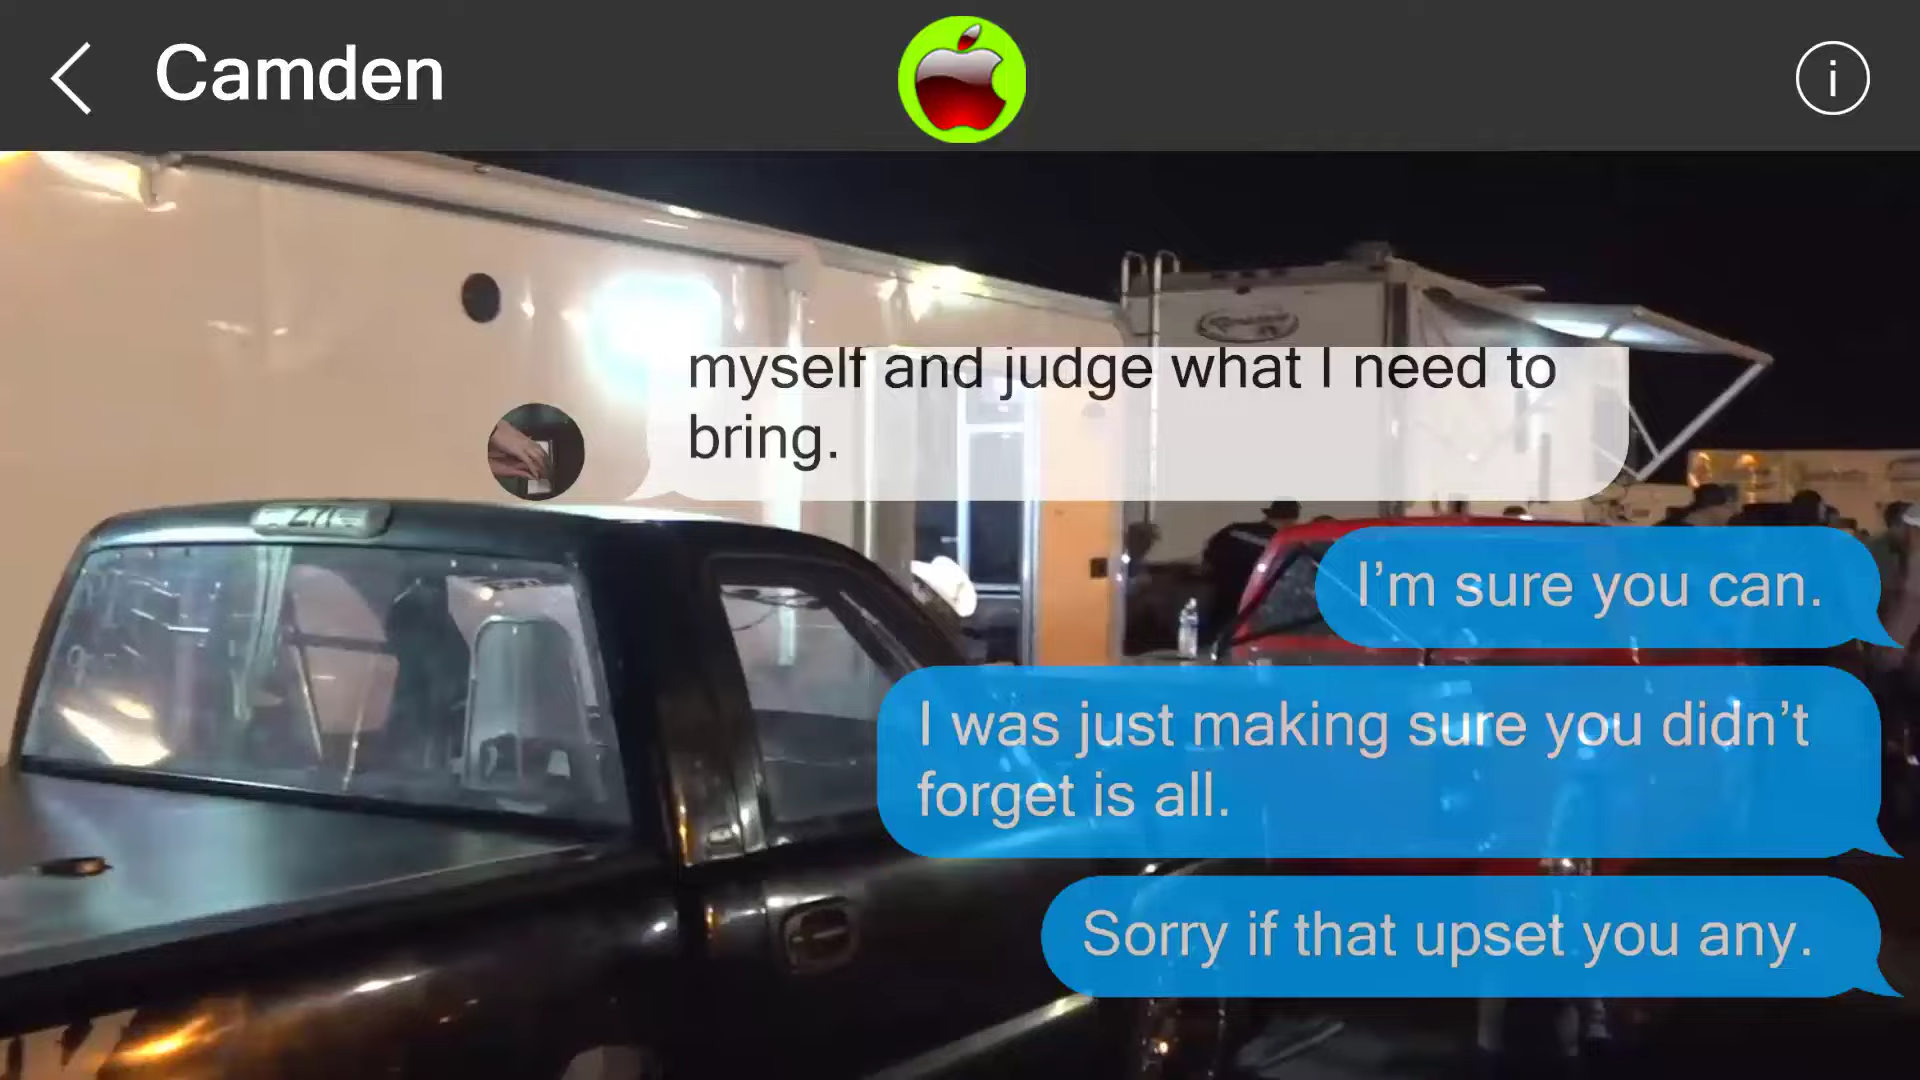 Camden
i
myself and judge what I need to
bring.
I’m sure you can.
I was just making sure you didn’t
forget is all.
Sorry if that upset you any.